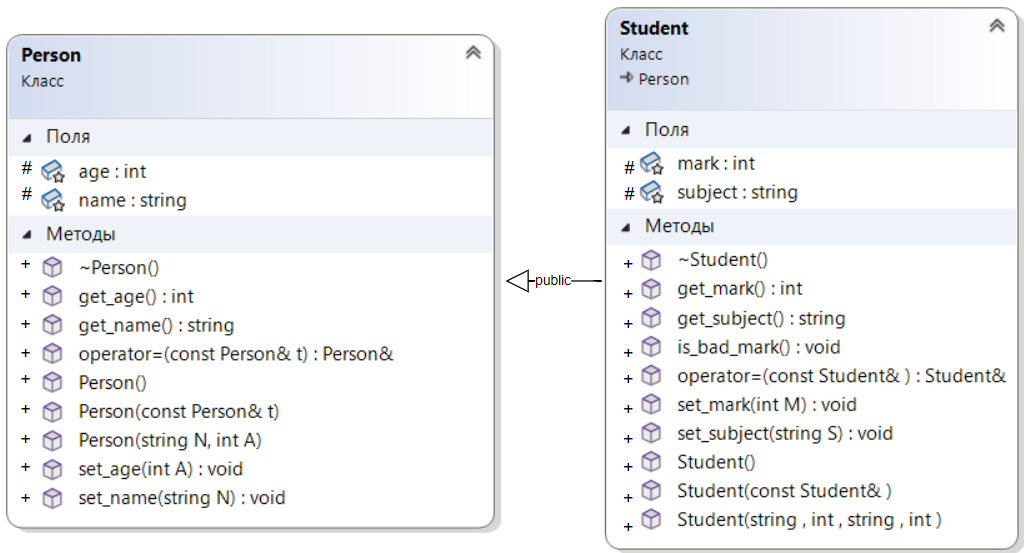 Person
Класс
Поля
# age : int
# name : string
Методы
+ ~Person()
+ get_age() : int
+ get_name() : string
+ operator=(const Person& t) : Person&
+ Person()
+ Person(const Person& t)
+ Person(string N, int A)
+ set_age(int A) : void
+ set_name(string N) : void
public
Student
Класс
Person
Поля
# mark : int
# subject : string
Методы
+ ~Student()
+ get_mark() : int
+ get_subject() : string
+ is_bad_mark() : void
+ operator=(const Student& ) : Student&
+ set_mark(int M) : void
+ set_subject(string S) : void
+ Student()
+ Student(const Student& )
+ Student(string , int , string , int )